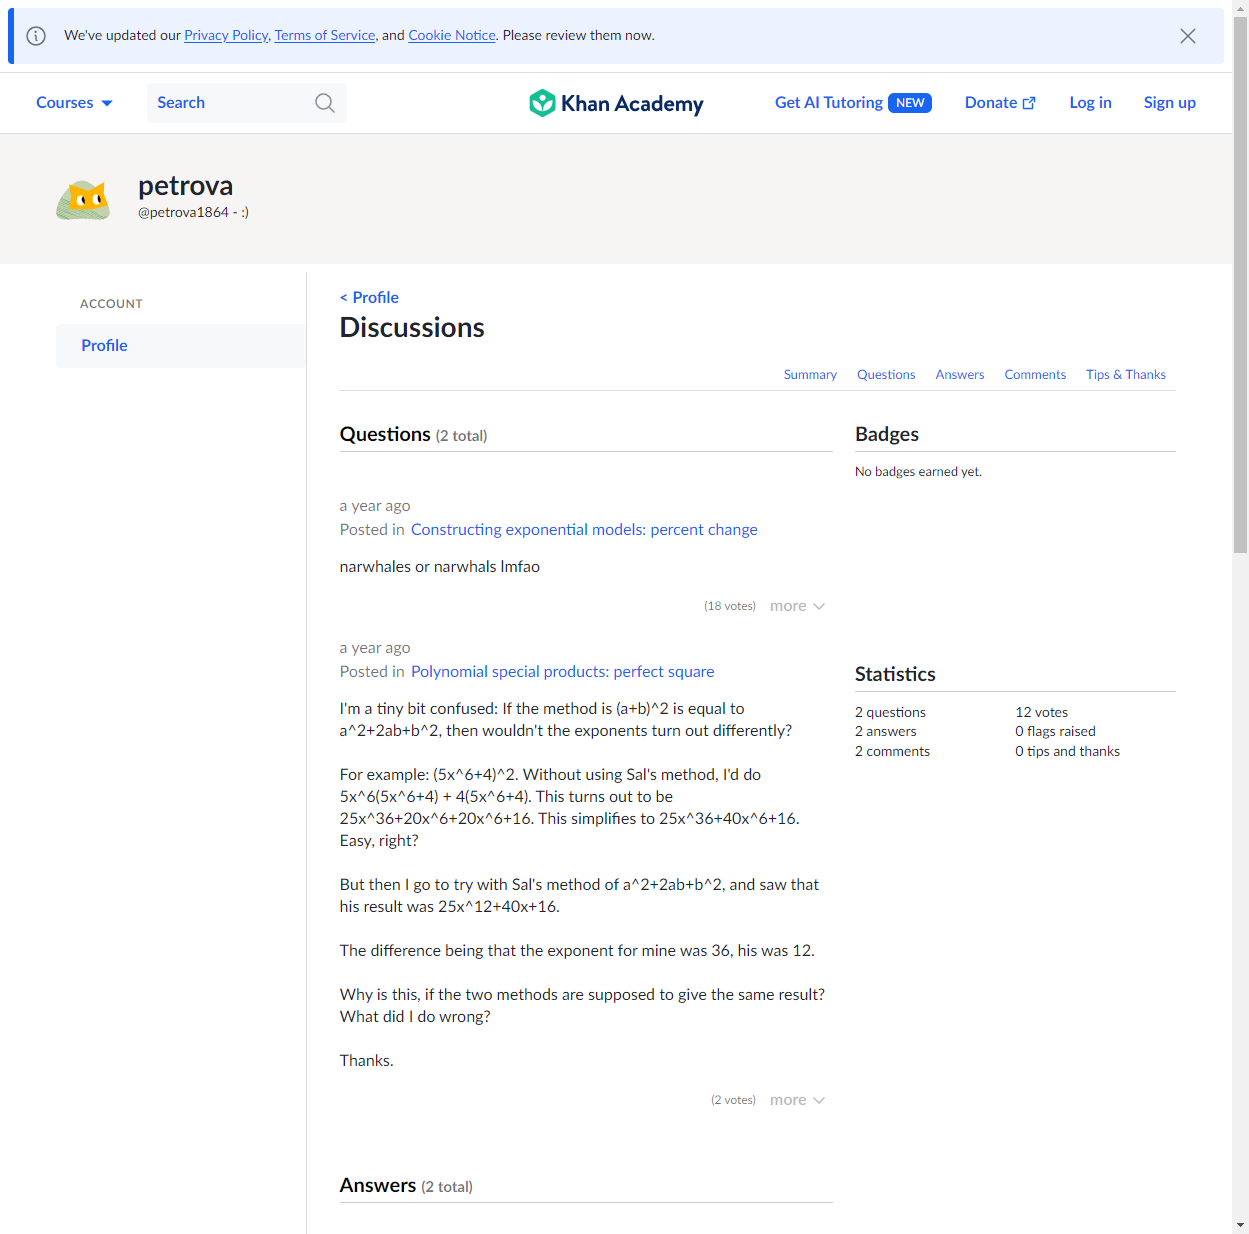 We've updated our Privacy Policy, Terms of Service, and Cookie Notice. Please review them now.
Courses
Search
Khan Academy
Get AI Tutoring NEW
Donate
Log in
Sign up
petrova
@petrova1864 - :)
ACCOUNT
Profile
< Profile
Discussions
Summary
Questions
Answers
Comments
Tips & Thanks
Questions (2 total)
a year ago
Posted in Constructing exponential models: percent change
narwhales or narwhals lmfao
(18 votes) more
a year ago
Posted in Polynomial special products: perfect square
I'm a tiny bit confused: If the method is (a+b)^2 is equal to
a^2+2ab+b^2, then wouldn't the exponents turn out differently?
For example: (5x^6+4)^2. Without using Sal's method, I'd do
5x^6(5x^6+4) + 4(5x^6+4). This turns out to be
25x^36+20x^6+20x^6+16. This simplifies to 25x^36+40x^6+16.
Easy, right?
But then I go to try with Sal's method of a^2+2ab+b^2, and saw that
his result was 25x^12+40x+16.
The difference being that the exponent for mine was 36, his was 12.
Why is this, if the two methods are supposed to give the same result?
What did I do wrong?
Thanks.
(2 votes) more
Answers (2 total)
Badges
No badges earned yet.
Statistics
2 questions
12 votes
2 answers
0 flags raised
2 comments
0 tips and thanks